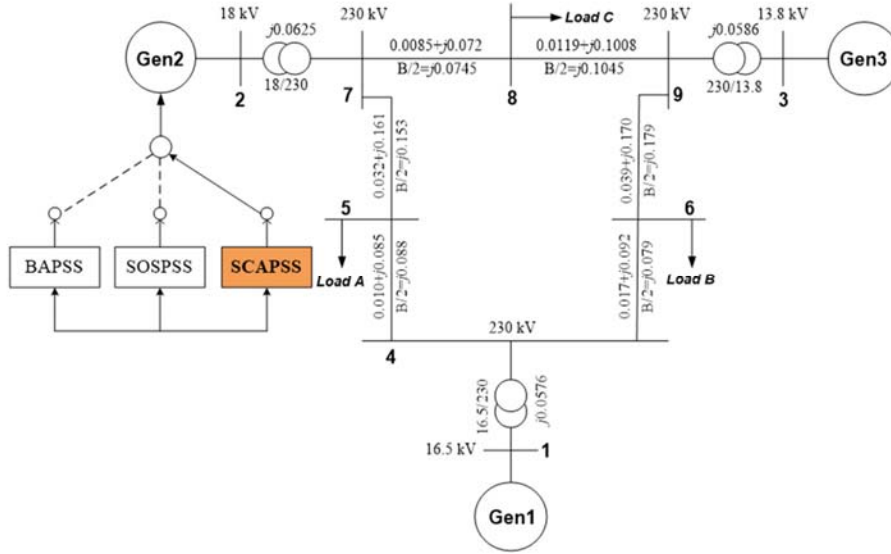 18 kV
j0.0625
230 kV
Load C
230 kV
j0.0586
13.8 kV
0.0085+j0.072
0.0119+j0.1008
Gen2
Gen3
B/2=j0.0745
B/2=j0.1045
2
18/230
7
8
9
230/13.8
3
0.032+j0.161
B/2=j0.153
0.039+j0.170
B/2=j0.179
5
6
BAPSS
SOSPSS
SCAPSS
Load A
Load B
0.010+j0.085
B/2=j0.088
0.017+j0.092
B/2=j0.079
230 kV
4
16.5/230
j0.0576
16.5 kV
1
Gen1